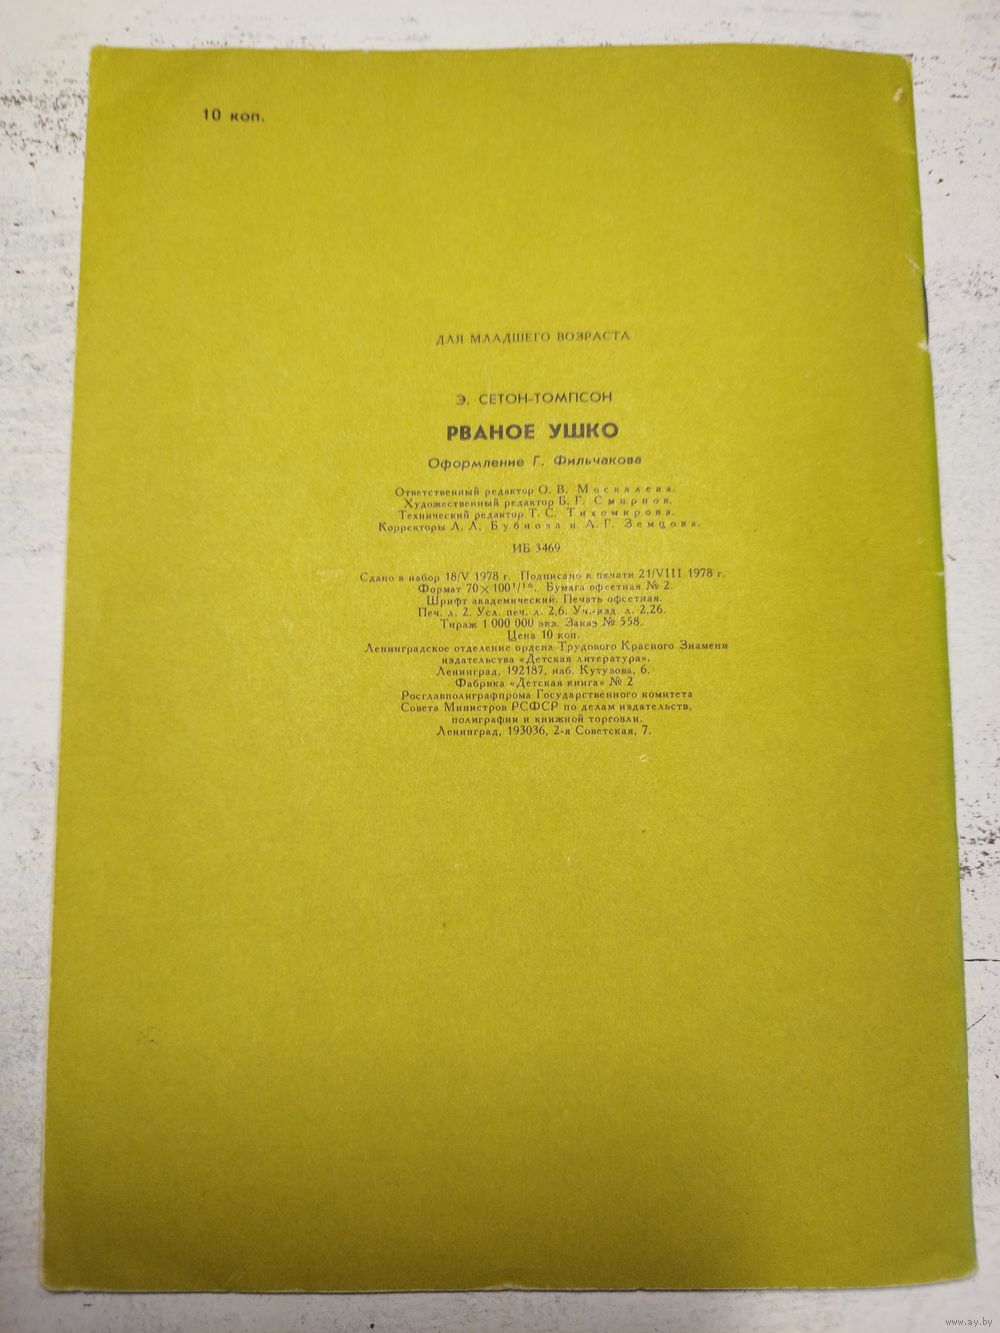 10 коп.
ДЛЯ МЛАДШЕГО ВОЗРАСТА
Э. СЕТОН-ТОМПСОН
РВАНОЕ УШКО
Оформление Г. Фильчакова
Ответственный редактор О. В. Москалева.
Художественный редактор Б. Г. Смирнов.
Технический редактор Т. С. Тихомирова.
Корректоры Л. Л. Бубнова и А. Г. Земцова.
ИБ 3469
Сдано в набор 18/V 1978 г. Подписано к печати 21/VIII 1978 г.
Формат 70×100¹/₁₆. Бумага офсетная № 2.
Шрифт академический. Печать офсетная.
Печ. л. 2. Усл. печ. л. 2,6. Уч.-изд. л. 2,26.
Тираж 1 000 000 экз. Заказ № 558.
Цена 10 коп.
Ленинградское отделение ордена Трудового Красного Знамени
издательства «Детская литература».
Ленинград, 192187, наб. Кутузова, 6.
Фабрика «Детская книга» № 2
Росглавполиграфпрома Государственного комитета
Совета Министров РСФСР по делам издательств,
полиграфии и книжной торговли.
Ленинград, 193036, 2-я Советская, 7.
www.ay.by